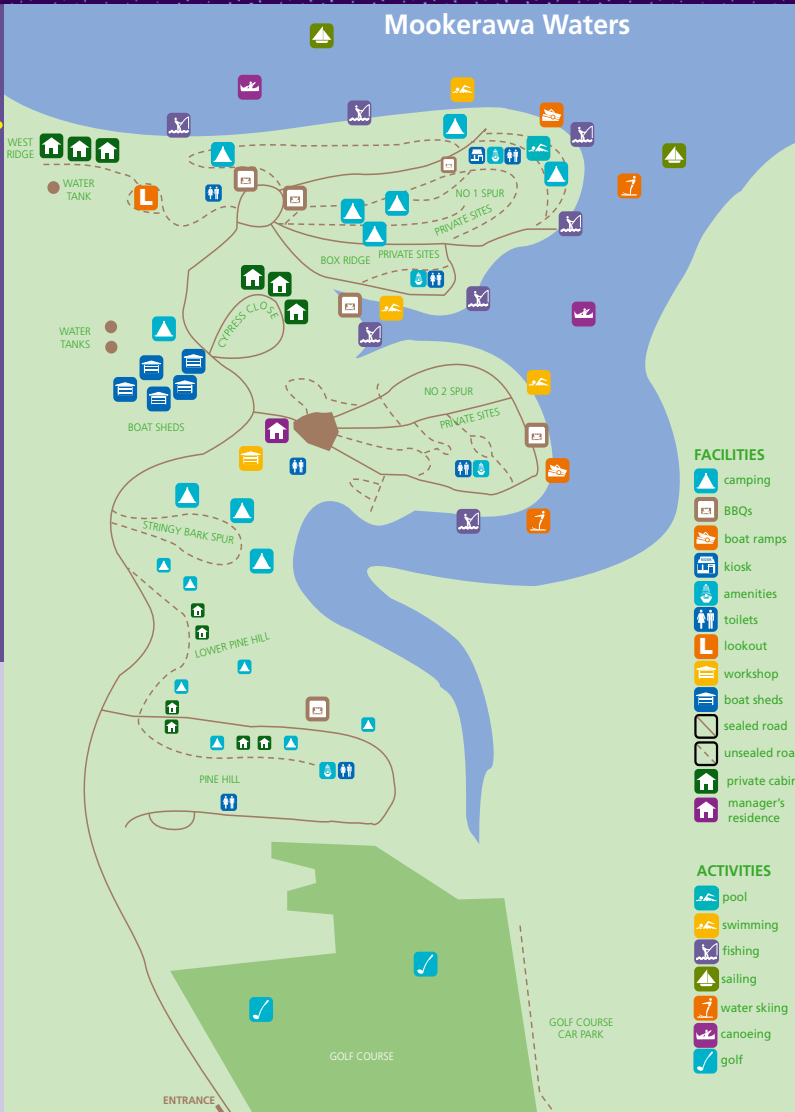 Mookerawa Waters
WEST
RIDGE
WATER
TANK
L
NO 1 SPUR
PRIVATE SITES
BOX RIDGE
PRIVATE SITES
CYPRESS CLOSE
WATER
TANKS
BOAT SHEDS
NO 2 SPUR
PRIVATE SITES
STRINGY BARK SPUR
LOWER PINE HILL
PINE HILL
GOLF COURSE
CAR PARK
GOLF COURSE
ENTRANCE
FACILITIES
camping
BBQs
boat ramps
kiosk
amenities
toilets
L lookout
workshop
boat sheds
sealed road
unsealed roa
private cabin
manager's
residence
ACTIVITIES
pool
swimming
fishing
sailing
water skiing
canoeing
golf